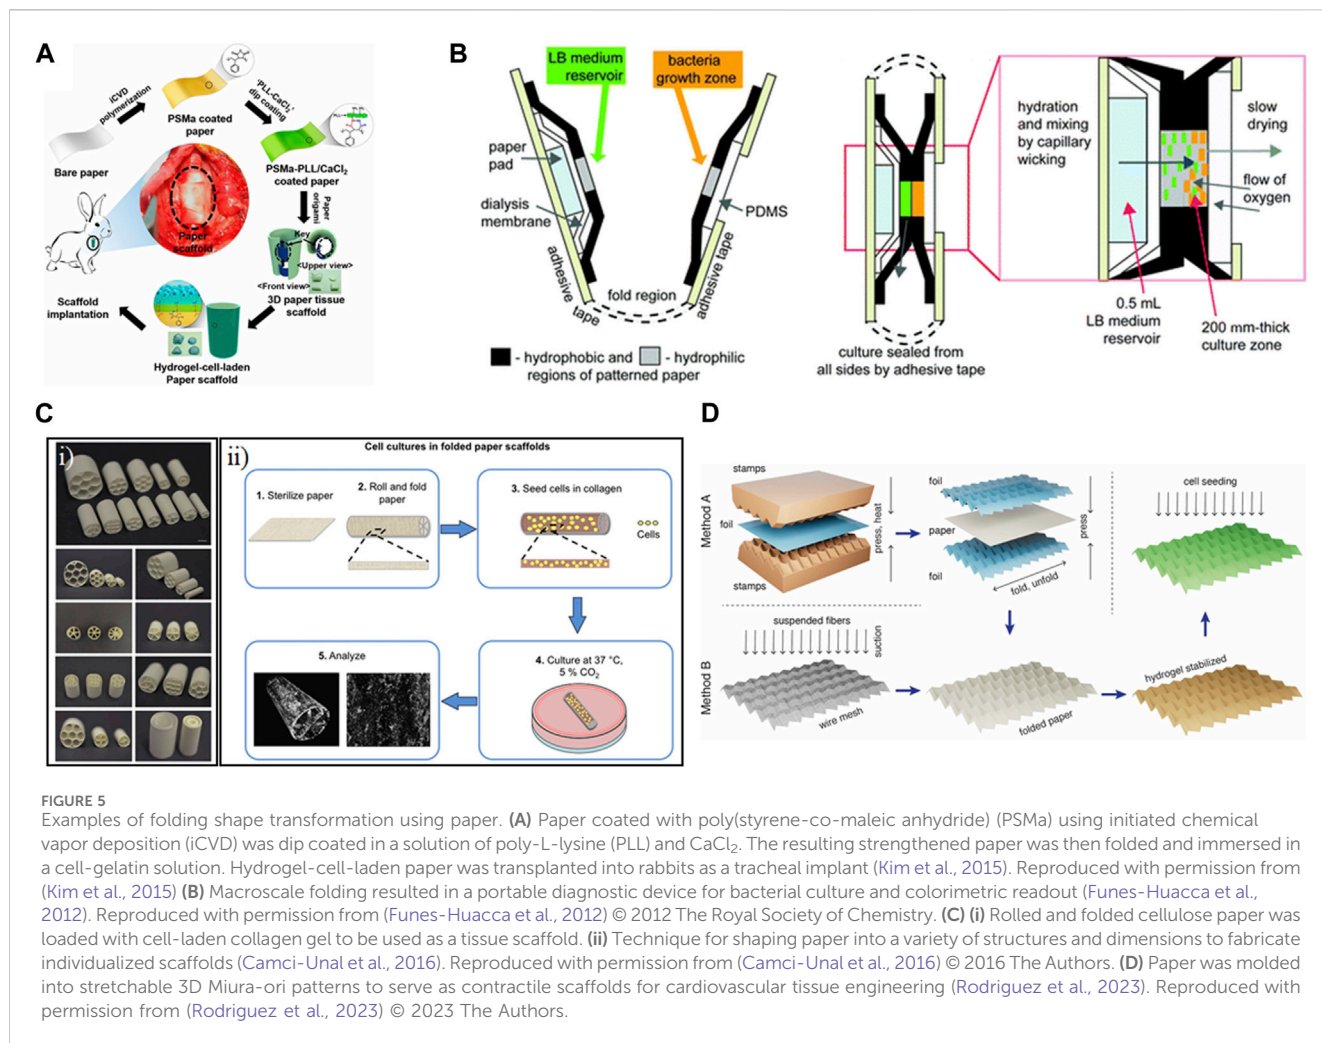 A
iCVD
polymerization
PSMa coated
paper
'PLL-CaCl2'
dip coating
Bare paper
PSMa-PLL/CaCl2
coated paper
Paper
origami
Paper
scaffold
Key
<Upper view>
<Front view>
3D paper tissue
scaffold
Scaffold
implantation
Hydrogel-cell-laden
Paper scaffold
B
LB medium
reservoir
bacteria
growth zone
paper
pad
dialysis
membrane
PDMS
adhesive tape
fold region
adhesive tape
- hydrophobic and
- hydrophilic
regions of patterned paper
culture sealed from
all sides by adhesive tape
hydration
and mixing
by capillary
wicking
slow
drying
flow of
oxygen
0.5 mL
LB medium
reservoir
200 mm-thick
culture zone
C
i)
ii)
Cell cultures in folded paper scaffolds
1. Sterilize paper
2. Roll and fold
paper
3. Seed cells in collagen
Cells
5. Analyze
4. Culture at 37 °C,
5 % CO2
D
Method A
stamps
foil
stamps
press, heat
foil
paper
foil
press
fold, unfold
cell seeding
Method B
suspended fibers
suction
wire mesh
folded paper
hydrogel stabilized
FIGURE 5
Examples of folding shape transformation using paper. (A) Paper coated with poly(styrene-co-maleic anhydride) (PSMa) using initiated chemical
vapor deposition (iCVD) was dip coated in a solution of poly-L-lysine (PLL) and CaCl2. The resulting strengthened paper was then folded and immersed in
a cell-gelatin solution. Hydrogel-cell-laden paper was transplanted into rabbits as a tracheal implant (Kim et al., 2015). Reproduced with permission from
(Kim et al., 2015) (B) Macroscale folding resulted in a portable diagnostic device for bacterial culture and colorimetric readout (Funes-Huacca et al.,
2012). Reproduced with permission from (Funes-Huacca et al., 2012) © 2012 The Royal Society of Chemistry. (C) (i) Rolled and folded cellulose paper was
loaded with cell-laden collagen gel to be used as a tissue scaffold. (ii) Technique for shaping paper into a variety of structures and dimensions to fabricate
individualized scaffolds (Camci-Unal et al., 2016). Reproduced with permission from (Camci-Unal et al., 2016) © 2016 The Authors. (D) Paper was molded
into stretchable 3D Miura-ori patterns to serve as contractile scaffolds for cardiovascular tissue engineering (Rodriguez et al., 2023). Reproduced with
permission from (Rodriguez et al., 2023) © 2023 The Authors.